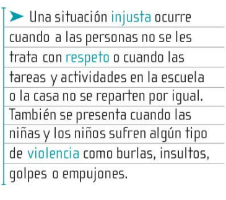 ➤ Una situación injusta ocurre
cuando a las personas no se les
trata con respeto o cuando las
tareas y actividades en la escuela
o la casa no se reparten por igual.
También se presenta cuando las
niñas y los niños sufren algún tipo
de violencia como burlas, insultos,
golpes o empujones.